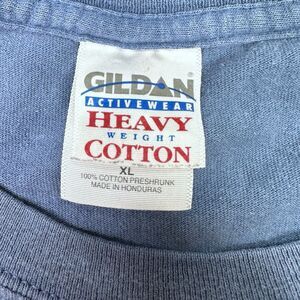 GILDAN
ACTIVEWEAR
HEAVY
WEIGHT
COTTON
XL
100% COTTON PRESHRUNK
MADE IN HONDURAS